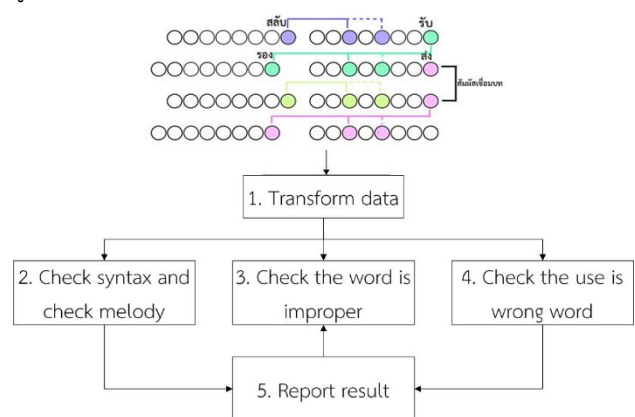 สลับ
รับ
รอง
ส่ง
สัมผัสเชื่อมบท
1. Transform data
2. Check syntax and
check melody
3. Check the word is
improper
4. Check the use is
wrong word
5. Report result